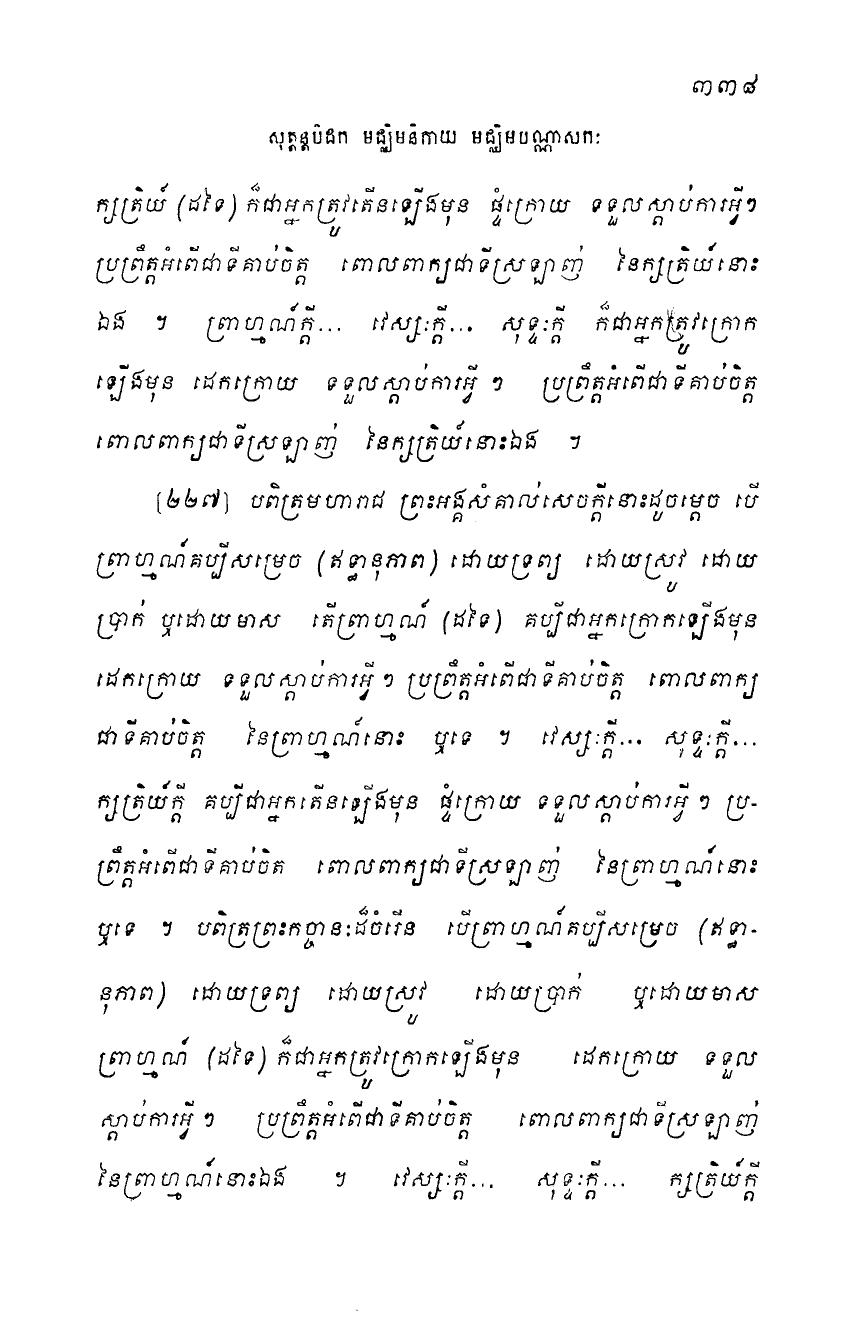 ៣៣៨
សុត្តន្តបិដក មជ្ឈិមនិកាយ មជ្ឈិមបណ្ណាសកៈ
ក្សត្រិយ៍ (ដទៃ) ក៏ជាអ្នកត្រូវតើនឡើងមុន ផ្ទំក្រោយ ទទួលស្តាប់ការអ្វីៗ
ប្រព្រឹត្តអំពើជាទីគាប់ចិត្ត ពោលពាក្យជាទីស្រឡាញ់ នៃក្សត្រិយ៍នោះ
ឯង ។ ព្រាហ្មណ៍ក្តី... វេស្សៈក្តី... សុទ្ទៈក្តី ក៏ជាអ្នកត្រូវក្រោក
ឡើងមុន ដេកក្រោយ ទទួលស្តាប់ការអ្វី ៗ ប្រព្រឹត្តអំពើជាទីគាប់ចិត្ត
ពោលពាក្យជាទីស្រឡាញ់ នៃក្សត្រិយ៍នោះឯង ។
[២២៧] បពិត្រមហារាជ ព្រះអង្គសំគាល់សេចក្តីនោះដូចម្តេច បើ
ព្រាហ្មណ៍គប្បីសម្រេច (ឥទ្ធានុភាព) ដោយទ្រព្យ ដោយស្រូវ ដោយ
ប្រាក់ ឬដោយមាស តើព្រាហ្មណ៍ (ដទៃ) គប្បីជាអ្នកក្រោកឡើងមុន
ដេកក្រោយ ទទួលស្តាប់ការអ្វី ៗ ប្រព្រឹត្តអំពើជាទីគាប់ចិត្ត ពោលពាក្យ
ជាទីគាប់ចិត្ត នៃព្រាហ្មណ៍នោះ ឬទេ ។ វេស្សៈក្តី... សុទ្ទៈក្តី...
ក្សត្រិយ៍ក្តី គប្បីជាអ្នកតើនឡើងមុន ផ្ទំក្រោយ ទទួលស្តាប់ការអ្វី ៗ ប្រ-
ព្រឹត្តអំពើជាទីគាប់ចិត ពោលពាក្យជាទីស្រឡាញ់ នៃព្រាហ្មណ៍នោះ
ឬទេ ។ បពិត្រព្រះកច្ចានៈដ៏ចំរើន បើព្រាហ្មណ៍គប្បីសម្រេច (ឥទ្ធា-
នុភាព) ដោយទ្រព្យ ដោយស្រូវ ដោយប្រាក់ ឬដោយមាស
ព្រាហ្មណ៍ (ដទៃ) ក៏ជាអ្នកត្រូវក្រោកឡើងមុន ដេកក្រោយ ទទួល
ស្តាប់ការអ្វី ៗ ប្រព្រឹត្តអំពើជាទីគាប់ចិត្ត ពោលពាក្យជាទីស្រឡាញ់
នៃព្រាហ្មណ៍នោះឯង ។ វេស្សៈក្តី... សុទ្ទៈក្តី... ក្សត្រិយ៍ក្តី